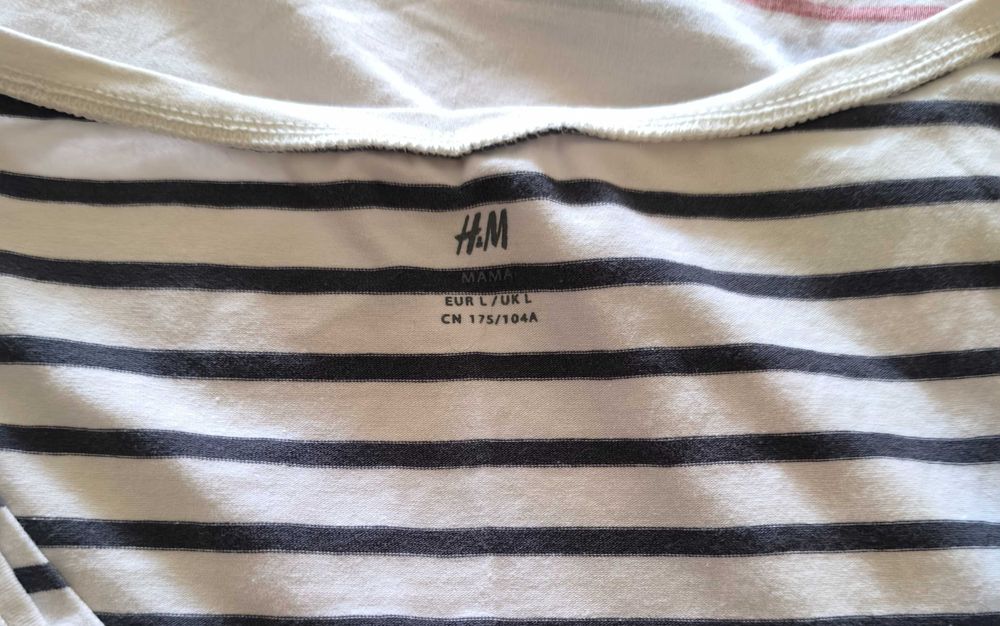 H&M
MAMA
EUR L / UK L
CN 175/104A